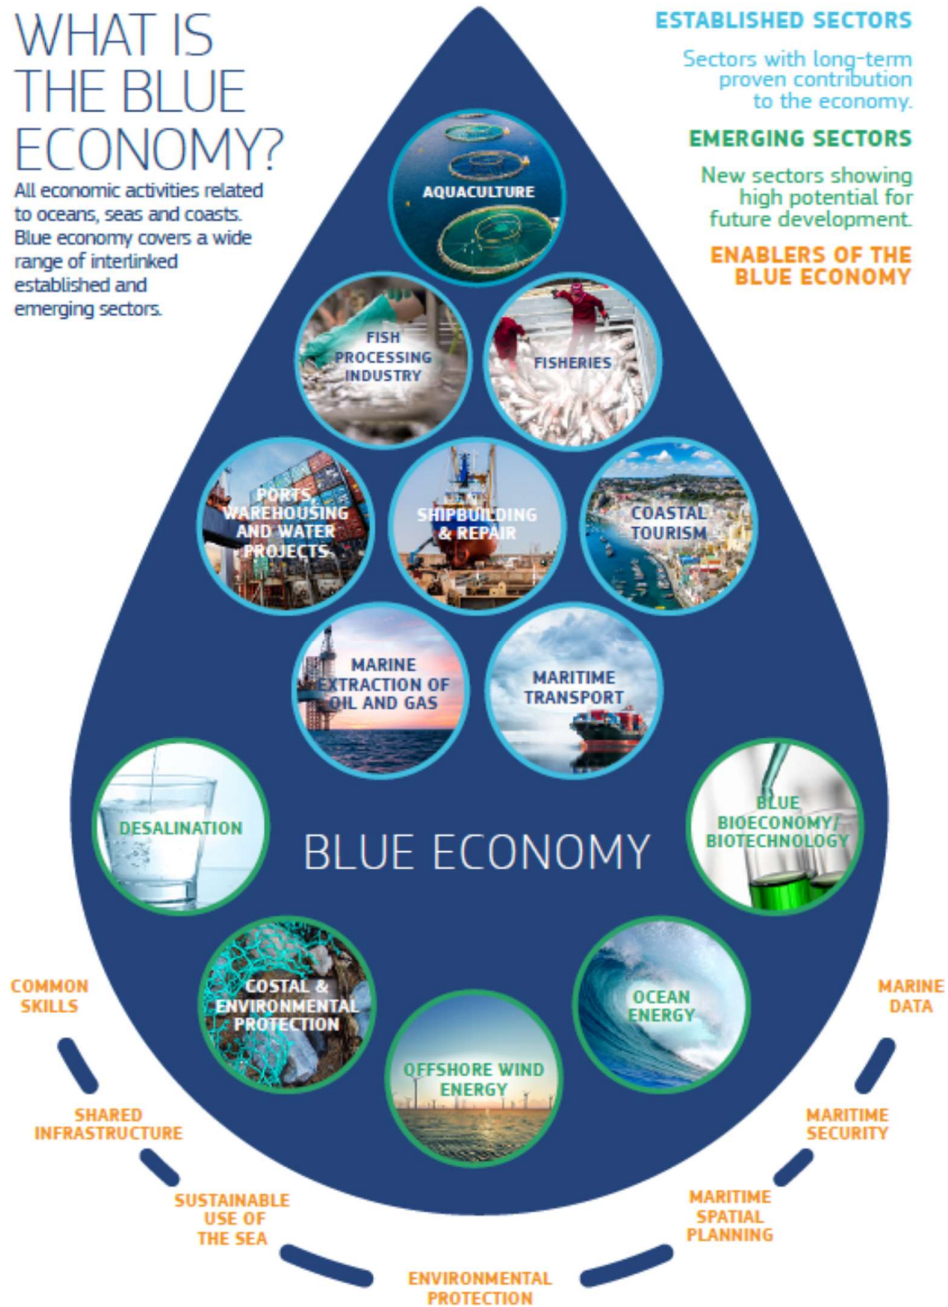 WHAT IS
THE BLUE
ECONOMY?
All economic activities related
to oceans, seas and coasts.
Blue economy covers a wide
range of interlinked
established and
emerging sectors.
ESTABLISHED SECTORS
Sectors with long-term
proven contribution
to the economy.
EMERGING SECTORS
New sectors showing
high potential for
future development.
ENABLERS OF THE
BLUE ECONOMY
AQUACULTURE
FISH
PROCESSING
INDUSTRY
FISHERIES
PORTS,
WAREHOUSING
AND WATER
PROJECTS
SHIPBUILDING
& REPAIR
COASTAL
TOURISM
MARINE
EXTRACTION OF
OIL AND GAS
MARITIME
TRANSPORT
DESALINATION
BLUE ECONOMY
BLUE
BIOECONOMY/
BIOTECHNOLOGY
COSTAL &
ENVIRONMENTAL
PROTECTION
OFFSHORE WIND
ENERGY
OCEAN
ENERGY
COMMON
SKILLS
SHARED
INFRASTRUCTURE
SUSTAINABLE
USE OF
THE SEA
ENVIRONMENTAL
PROTECTION
MARITIME
SPATIAL
PLANNING
MARITIME
SECURITY
MARINE
DATA